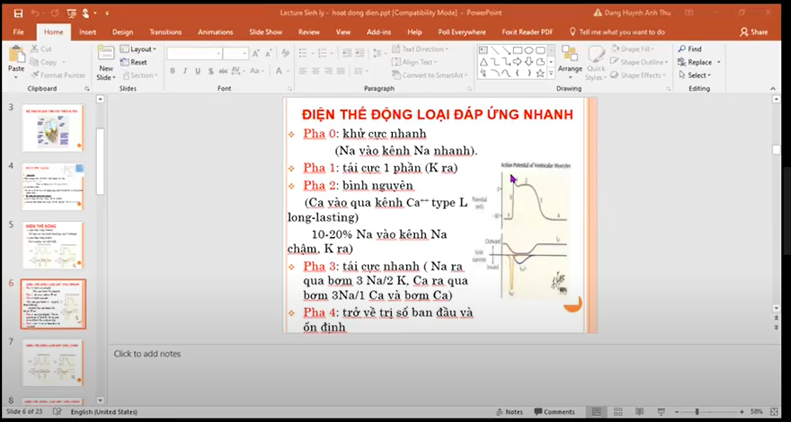 Lecture Sinh ly - hoat dong dien.ppt [Compatibility Mode] - PowerPoint
Dang Huynh Anh Thu
File Home Insert Design Transitions Animations Slide Show Review View Add-ins Help Poll Everywhere Foxit Reader PDF Tell me what you want to do Share
Paste
Cut
Copy
Format Painter
Clipboard
New Slide
Layout
Reset
Section
Slides
Font
Paragraph
Text Direction
Align Text
Convert to SmartArt
Arrange
Quick Styles
Shape Fill
Shape Outline
Shape Effects
Drawing
Find
Replace
Select
Editing
3
4
5
ĐIỆN THẾ ĐỘNG
6
7
8
ĐIỆN THẾ ĐỘNG LOẠI ĐÁP ỨNG NHANH
Pha 0: khử cực nhanh
(Na vào kênh Na nhanh).
Pha 1: tái cực 1 phần (K ra)
Pha 2: bình nguyên
(Ca vào qua kênh Ca++ type L
long-lasting)
10-20% Na vào kênh Na
chậm, K ra)
Pha 3: tái cực nhanh ( Na ra
qua bơm 3 Na/2 K, Ca ra qua
bơm 3Na/1 Ca và bơm Ca)
Pha 4: trở về trị số ban đầu và
ổn định
Action Potential of Ventricular Myocytes
Potential
Outward
Inward
Click to add notes
Slide 6 of 23 English (United States) Notes Comments 58%